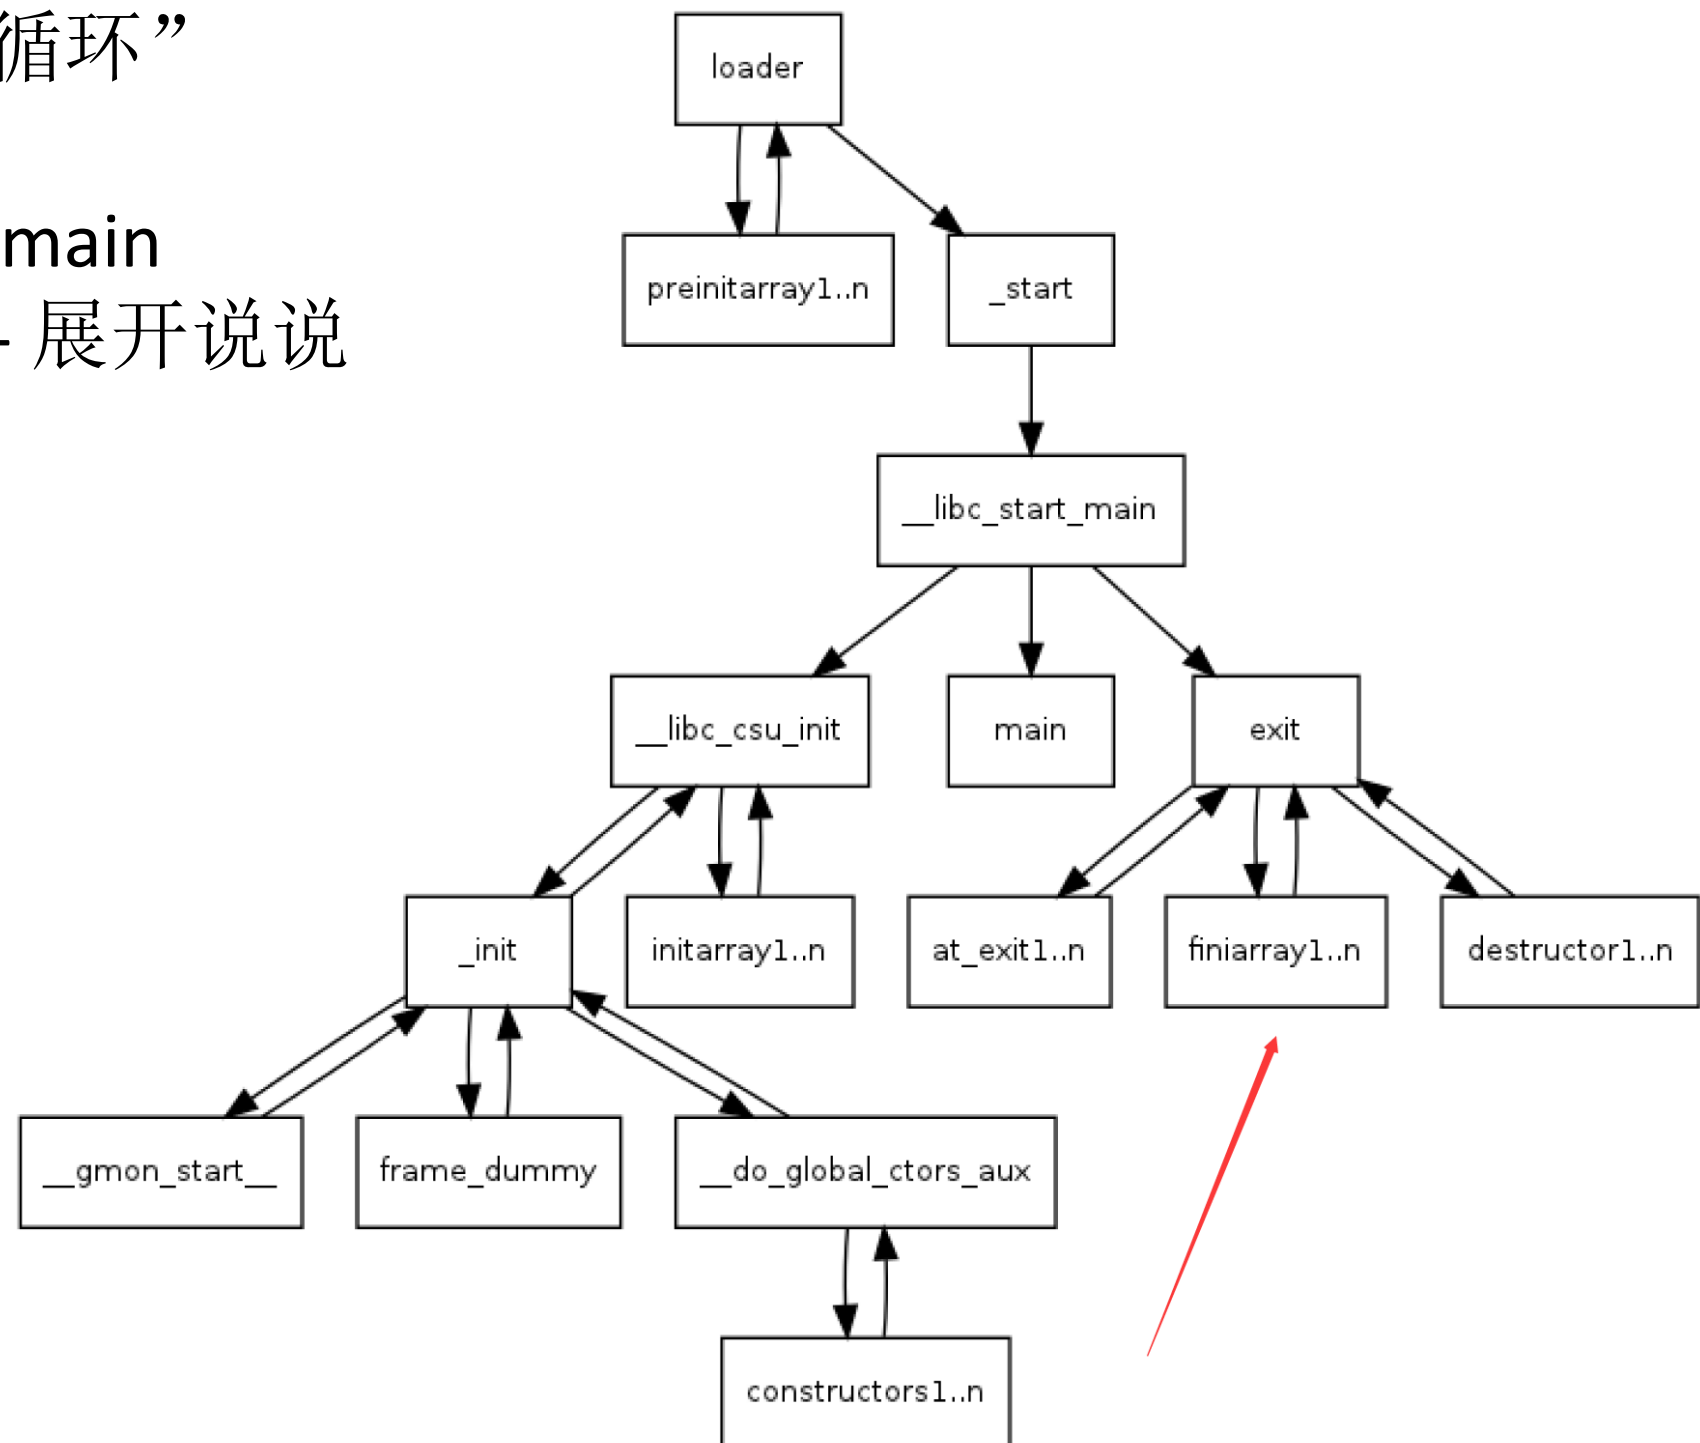 循环”
main
- 展开说说
loader
preinitarray1..n
_start
__libc_start_main
__libc_csu_init
main
exit
_init
initarray1..n
at_exit1..n
finiarray1..n
destructor1..n
__gmon_start__
frame_dummy
__do_global_ctors_aux
constructors1..n